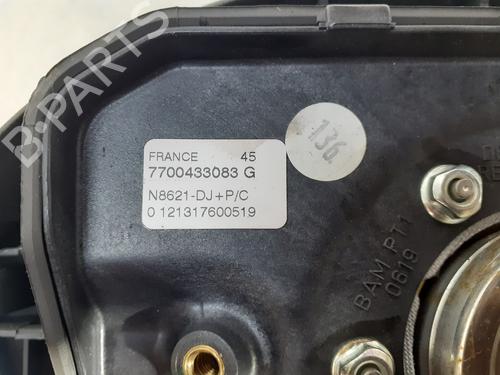 B-PARTS
136
FRANCE 45
7700433083 G
N8621-DJ+P/C
0 121317600519
BAM PT1
0619